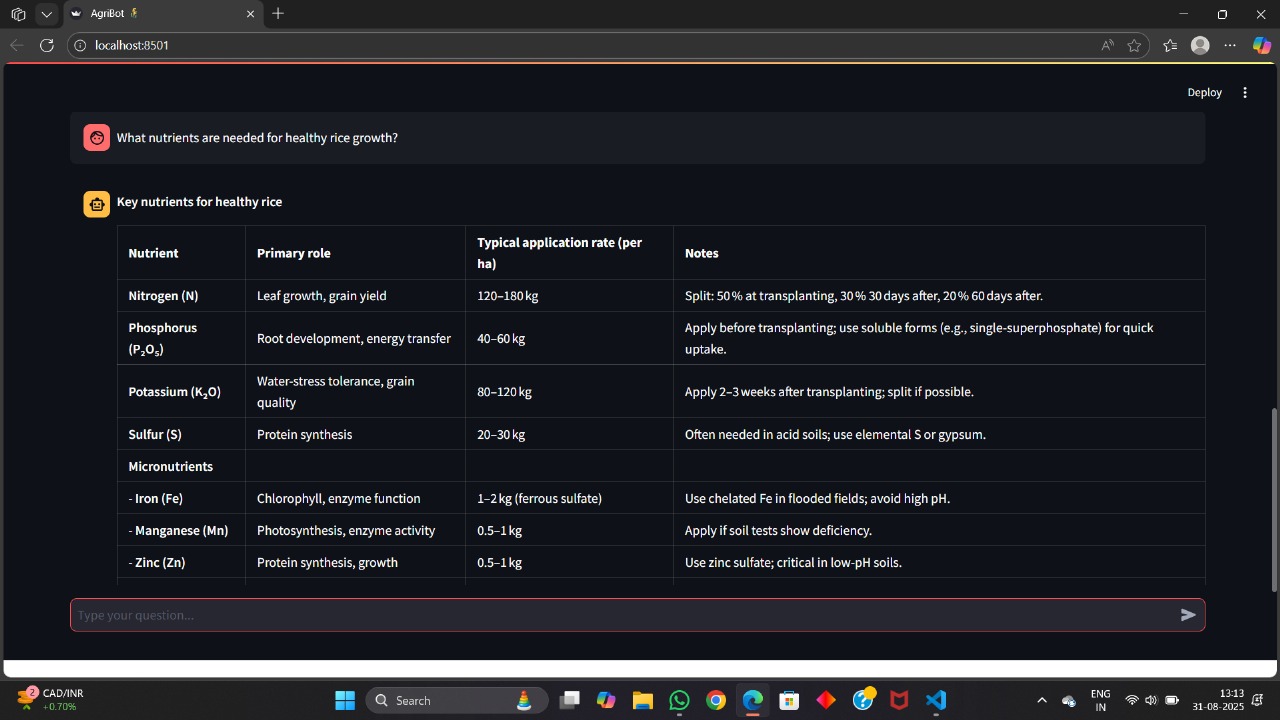 AgriBot
localhost:8501
Deploy
What nutrients are needed for healthy rice growth?
Key nutrients for healthy rice
Nutrient Primary role Typical application rate (per ha) Notes
Nitrogen (N) Leaf growth, grain yield 120–180 kg Split: 50 % at transplanting, 30 % 30 days after, 20 % 60 days after.
Phosphorus (P₂O₅) Root development, energy transfer 40–60 kg Apply before transplanting; use soluble forms (e.g., single-superphosphate) for quick uptake.
Potassium (K₂O) Water-stress tolerance, grain quality 80–120 kg Apply 2–3 weeks after transplanting; split if possible.
Sulfur (S) Protein synthesis 20–30 kg Often needed in acid soils; use elemental S or gypsum.
Micronutrients
- Iron (Fe) Chlorophyll, enzyme function 1–2 kg (ferrous sulfate) Use chelated Fe in flooded fields; avoid high pH.
- Manganese (Mn) Photosynthesis, enzyme activity 0.5–1 kg Apply if soil tests show deficiency.
- Zinc (Zn) Protein synthesis, growth 0.5–1 kg Use zinc sulfate; critical in low-pH soils.
Type your question...
2
CAD/INR
+0.70%
Search
ENG
IN
13:13
31-08-2025